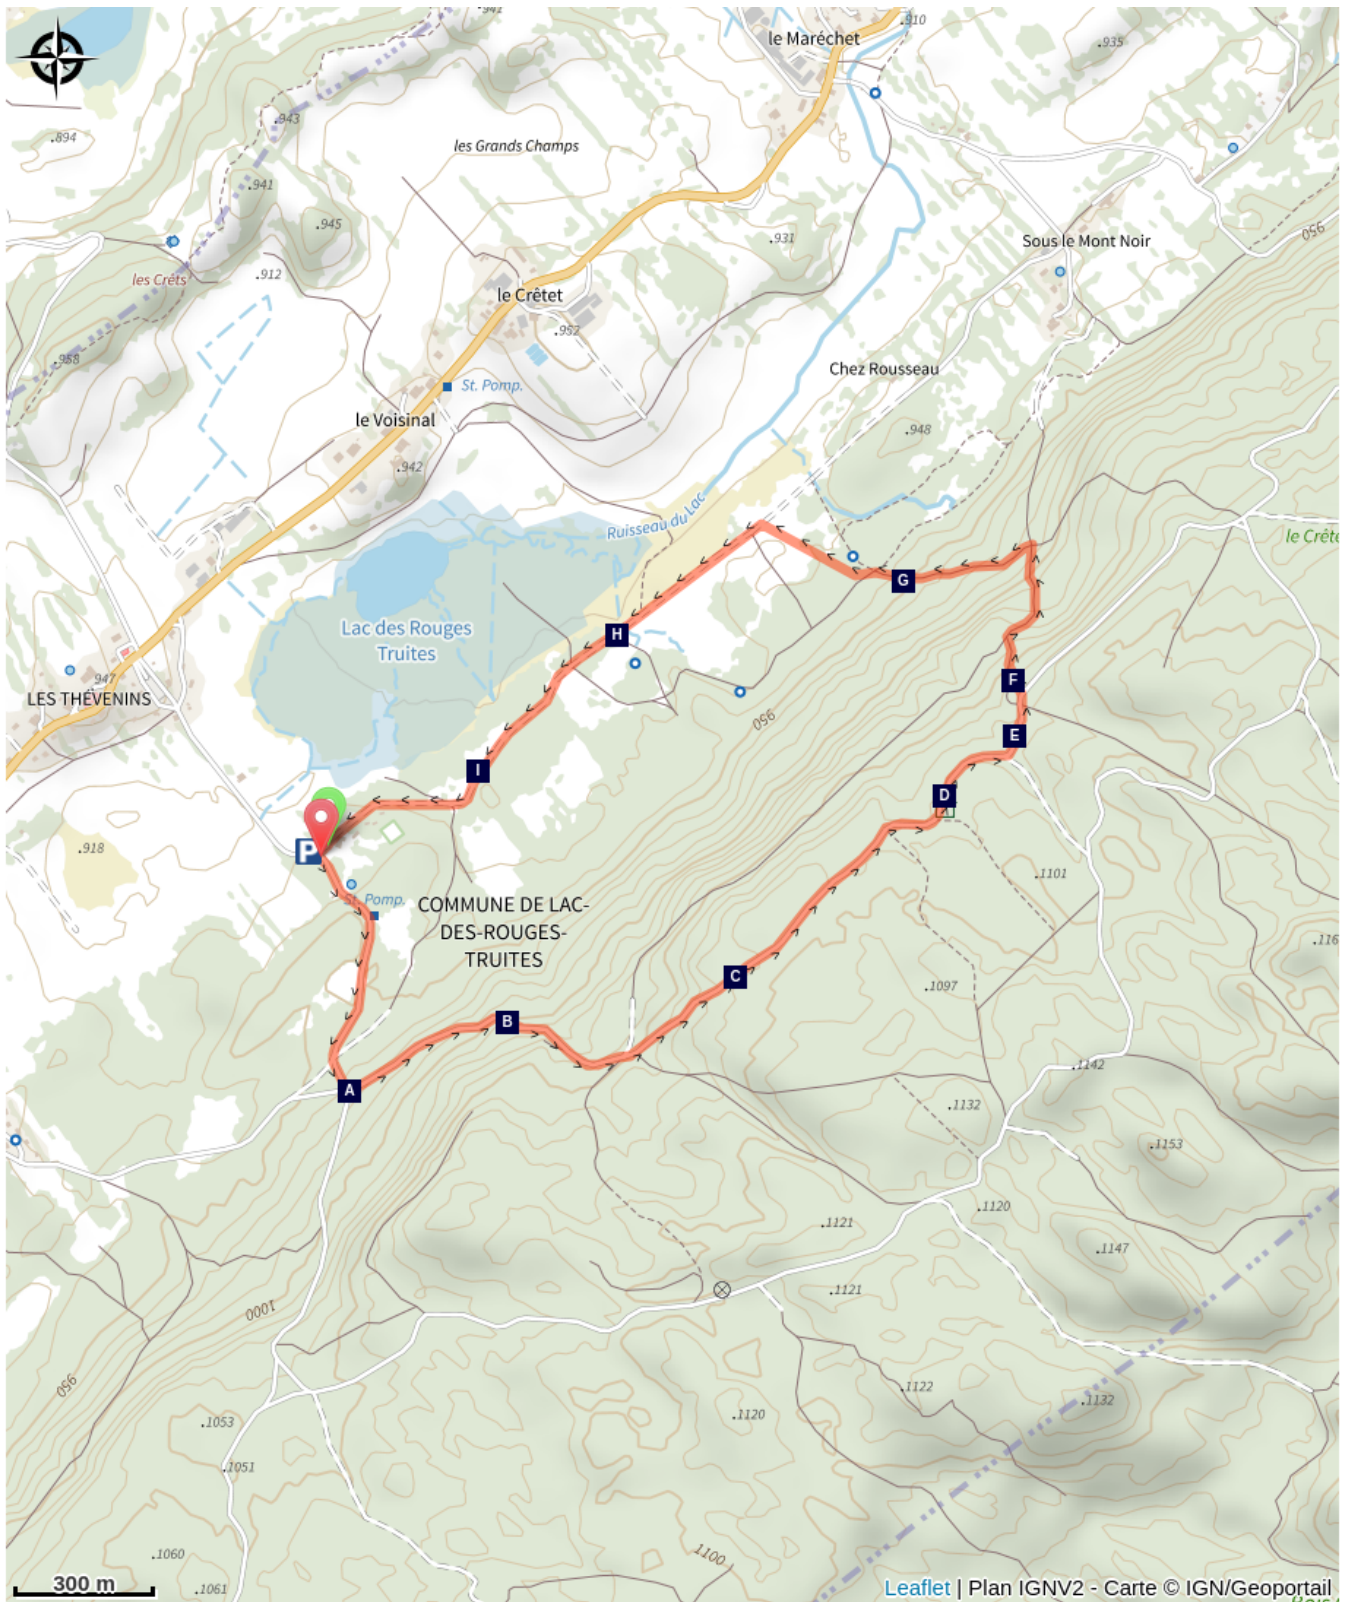 .941
le Maréchet
.910
.935
.943
.894
les Grands Champs
.941
.945
.931
Sous le Mont Noir
950
les Crêts
.912
le Crêtet
.952
.958
Chez Rousseau
St. Pomp.
le Voisinal
.948
.942
Ruisseau du Lac
le Crête
G
Lac des Rouges
Truites
H
947
LES THÉVENINS
F
950
E
I
D
P
.918
.1101
St. Pomp.
COMMUNE DE LAC-
DES-ROUGES-
TRUITES
.116
C
.1097
B
.1142
A
.1132
.1153
.1120
.1121
.1147
.1121
1000
950
.1122
.1132
.1053
.1120
.1051
.1060
1100
.1061
300 m
Leaflet | Plan IGNV2 - Carte © IGN/Geoportail